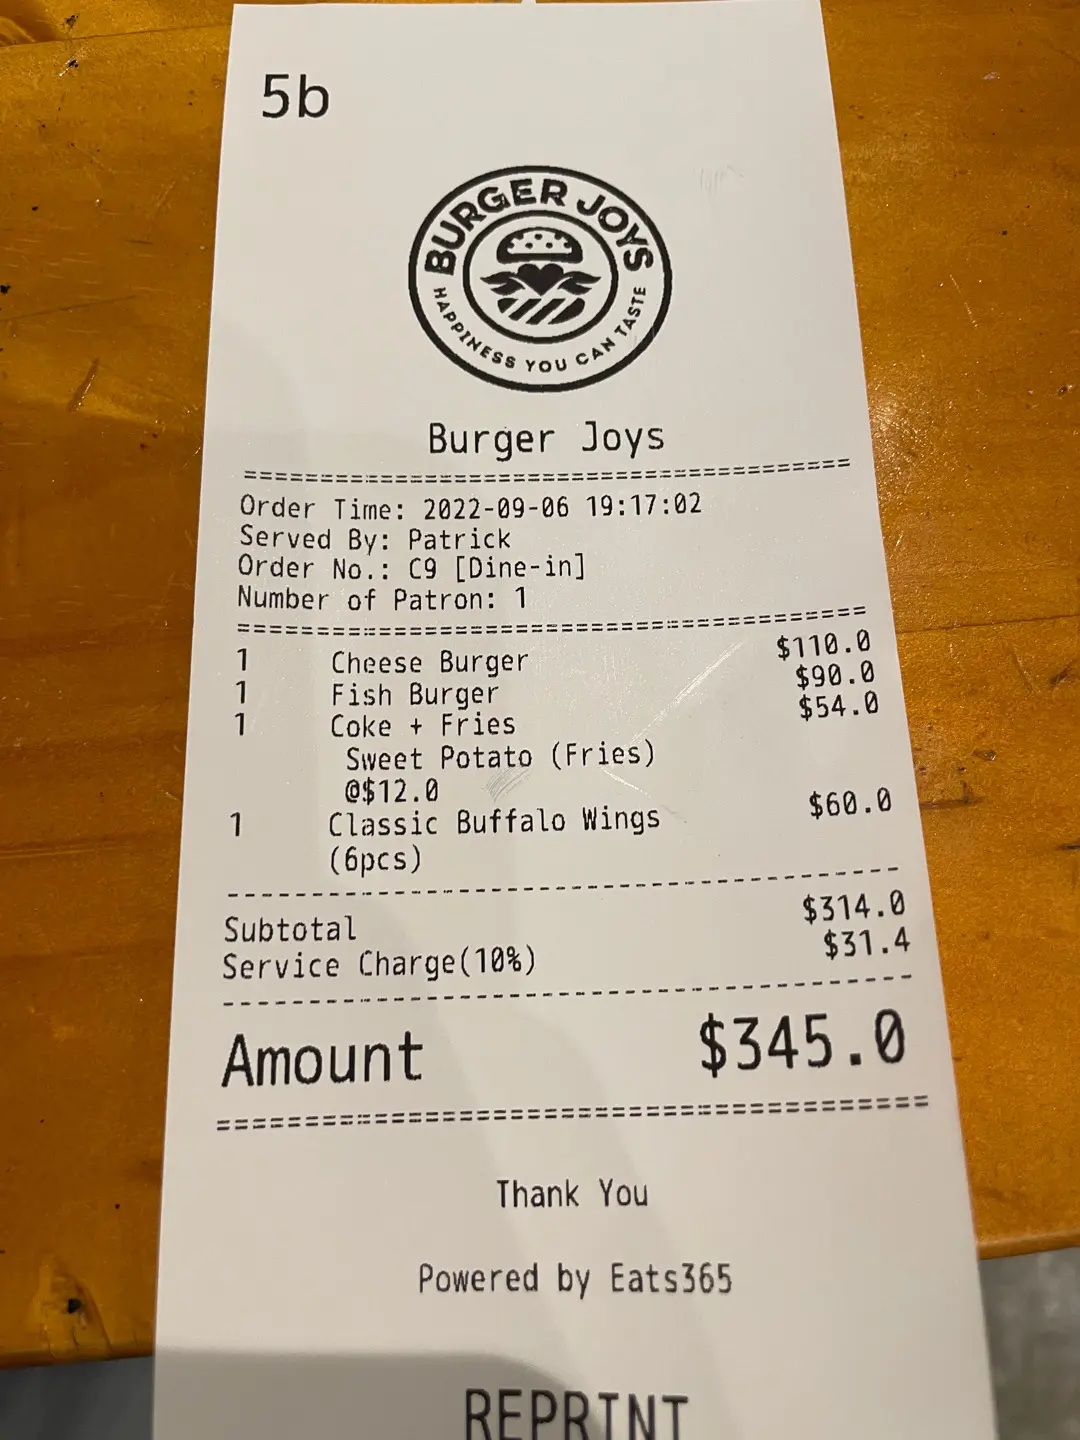 5b
BURGER JOYS
HAPPINESS YOU CAN TASTE
Burger Joys
Order Time: 2022-09-06 19:17:02
Served By: Patrick
Order No.: C9 [Dine-in]
Number of Patron: 1
1 Cheese Burger $110.0
1 Fish Burger $90.0
1 Coke + Fries $54.0
Sweet Potato (Fries)
@$12.0
1 Classic Buffalo Wings $60.0
(6pcs)
Subtotal $314.0
Service Charge(10%) $31.4
Amount $345.0
Thank You
Powered by Eats365
REPRINT